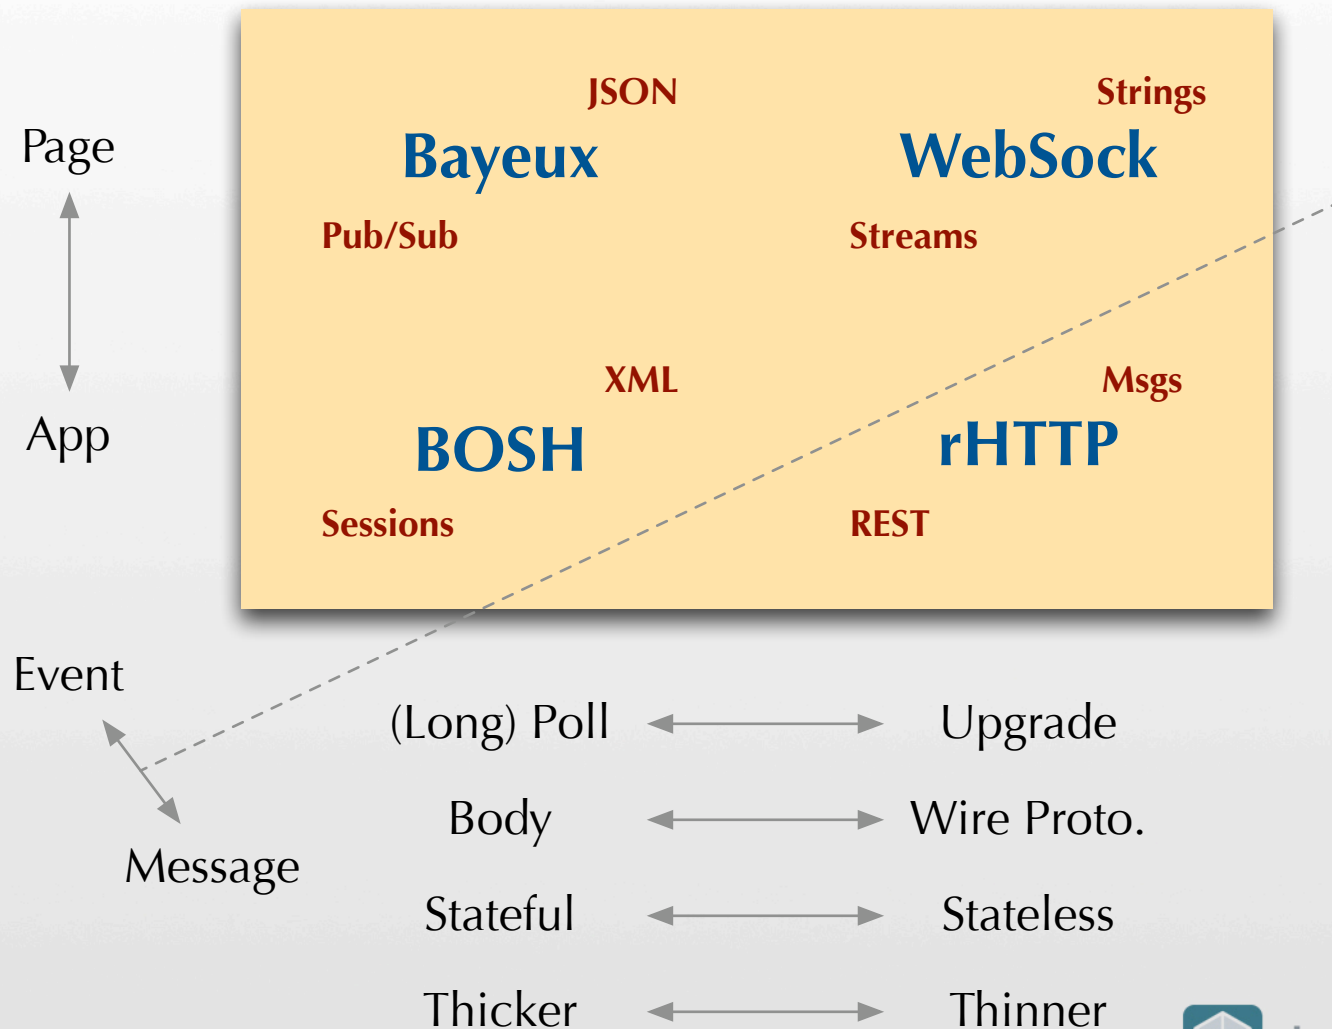 JSON Strings
Page Bayeux WebSock
Pub/Sub Streams
XML Msgs
App BOSH rHTTP
Sessions REST
Event
(Long) Poll Upgrade
Body Wire Proto.
Message
Stateful Stateless
Thicker Thinner